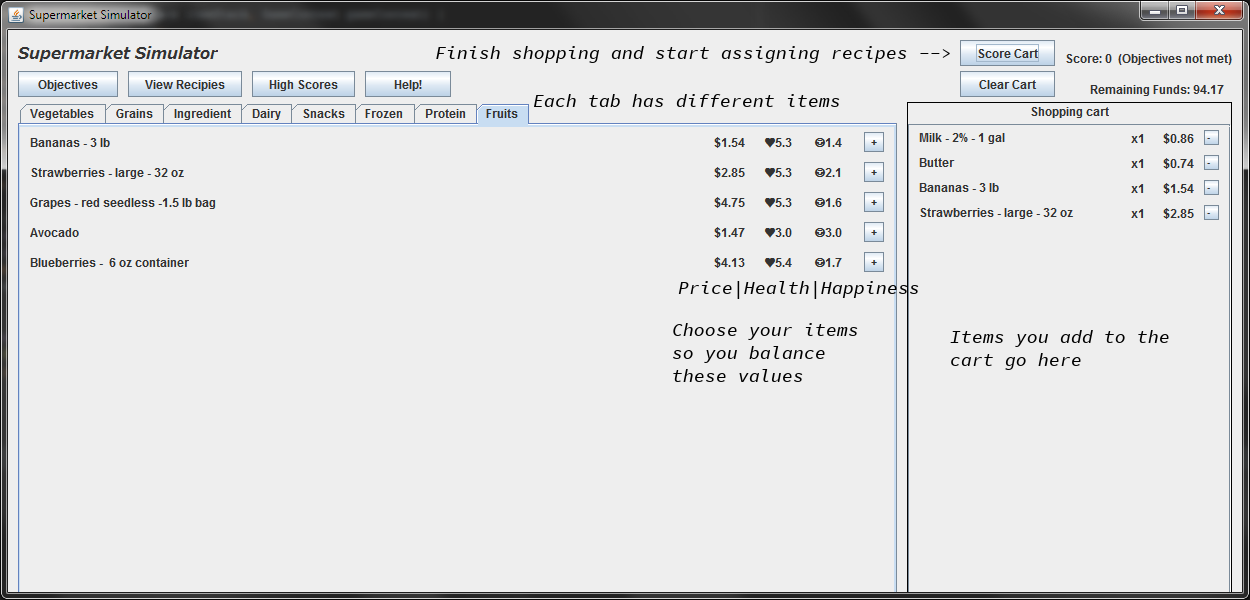 Supermarket Simulator
Supermarket Simulator
Finish shopping and start assigning recipes -->
Score Cart
Score: 0 (Objectives not met)
Objectives
View Recipies
High Scores
Help!
Clear Cart
Remaining Funds: 94.17
Each tab has different items
Vegetables
Grains
Ingredient
Dairy
Snacks
Frozen
Protein
Fruits
Shopping cart
Bananas - 3 lb $1.54 ♥5.3 ☺1.4 +
Strawberries - large - 32 oz $2.85 ♥5.3 ☺2.1 +
Grapes - red seedless -1.5 lb bag $4.75 ♥5.3 ☺1.6 +
Avocado $1.47 ♥3.0 ☺3.0 +
Blueberries - 6 oz container $4.13 ♥5.4 ☺1.7 +
Price|Health|Happiness
Choose your items
so you balance
these values
Milk - 2% - 1 gal x1 $0.86 -
Butter x1 $0.74 -
Bananas - 3 lb x1 $1.54 -
Strawberries - large - 32 oz x1 $2.85 -
Items you add to the
cart go here